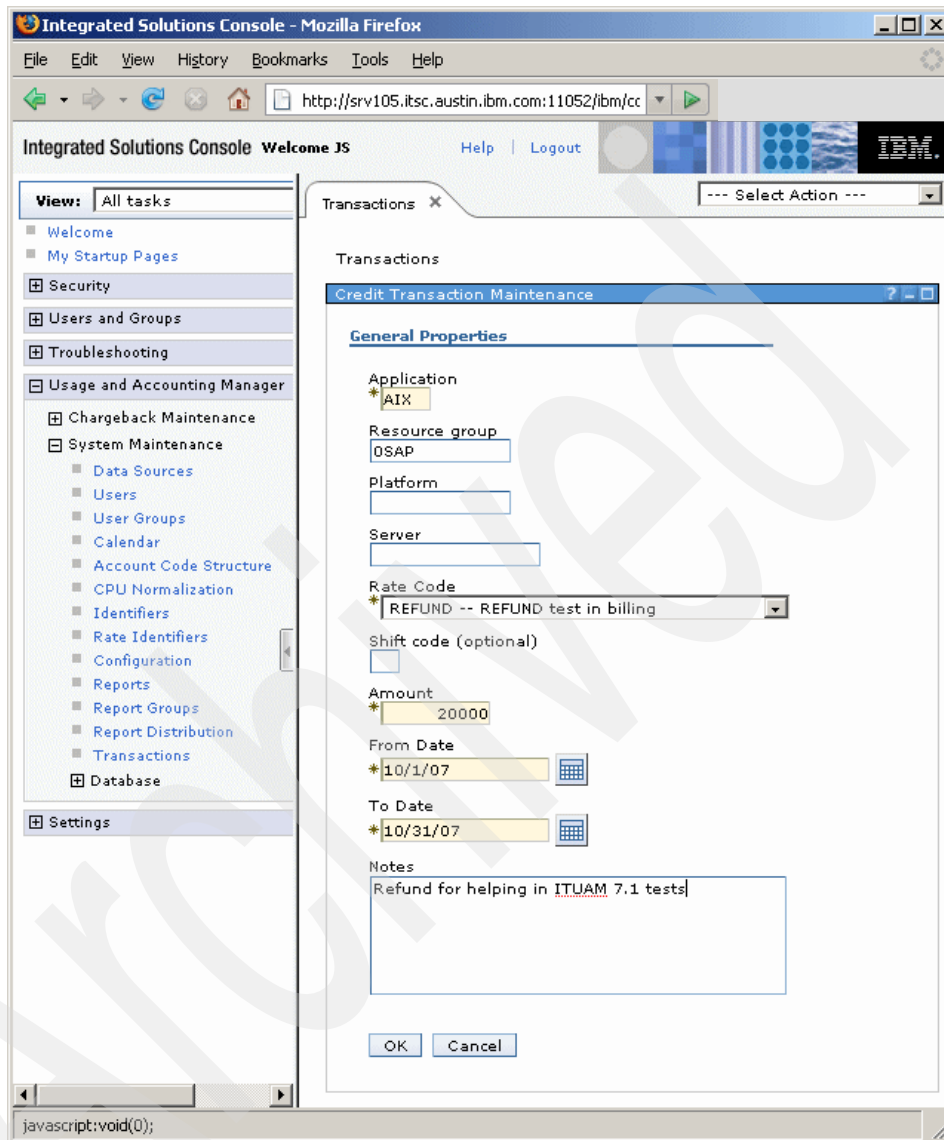 Integrated Solutions Console - Mozilla Firefox
File Edit View History Bookmarks Tools Help
http://srv105.itsc.austin.ibm.com:11052/ibm/cc
Integrated Solutions Console Welcome JS Help | Logout IBM.
View: All tasks
Welcome
My Startup Pages
Security
Users and Groups
Troubleshooting
Usage and Accounting Manager
Chargeback Maintenance
System Maintenance
Data Sources
Users
User Groups
Calendar
Account Code Structure
CPU Normalization
Identifiers
Rate Identifiers
Configuration
Reports
Report Groups
Report Distribution
Transactions
Database
Settings
Transactions
--- Select Action ---
Transactions
Credit Transaction Maintenance ?
General Properties
Application
*AIX
Resource group
0SAP
Platform
Server
Rate Code
*REFUND -- REFUND test in billing
Shift code (optional)
Amount
*20000
From Date
*10/1/07
To Date
*10/31/07
Notes
Refund for helping in ITUAM 7.1 tests
OK Cancel
javascript:void(0);
Archived